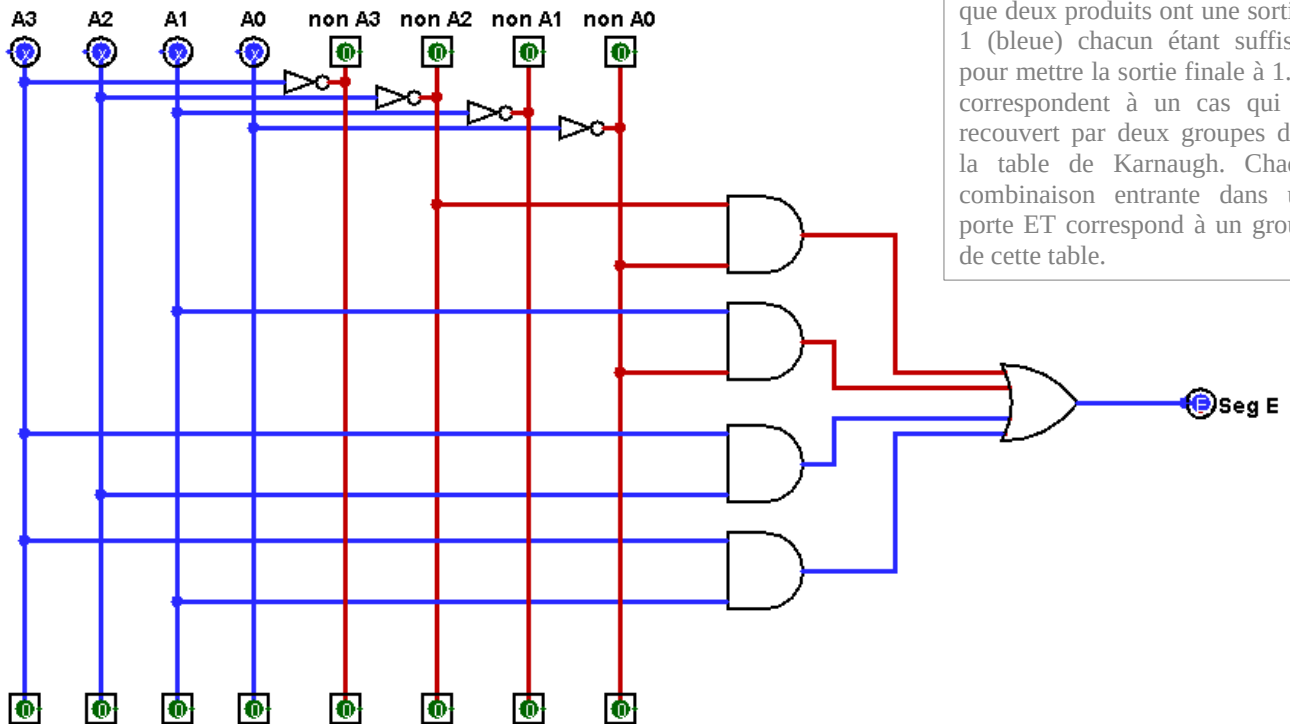 A3 A2 A1 A0 non A3 non A2 non A1 non A0
que deux produits ont une sorti
1 (bleue) chacun étant suffis
pour mettre la sortie finale à 1.
correspondent à un cas qui
recouvert par deux groupes d
la table de Karnaugh. Cha
combinaison entrante dans u
porte ET correspond à un grou
de cette table.
Seg E